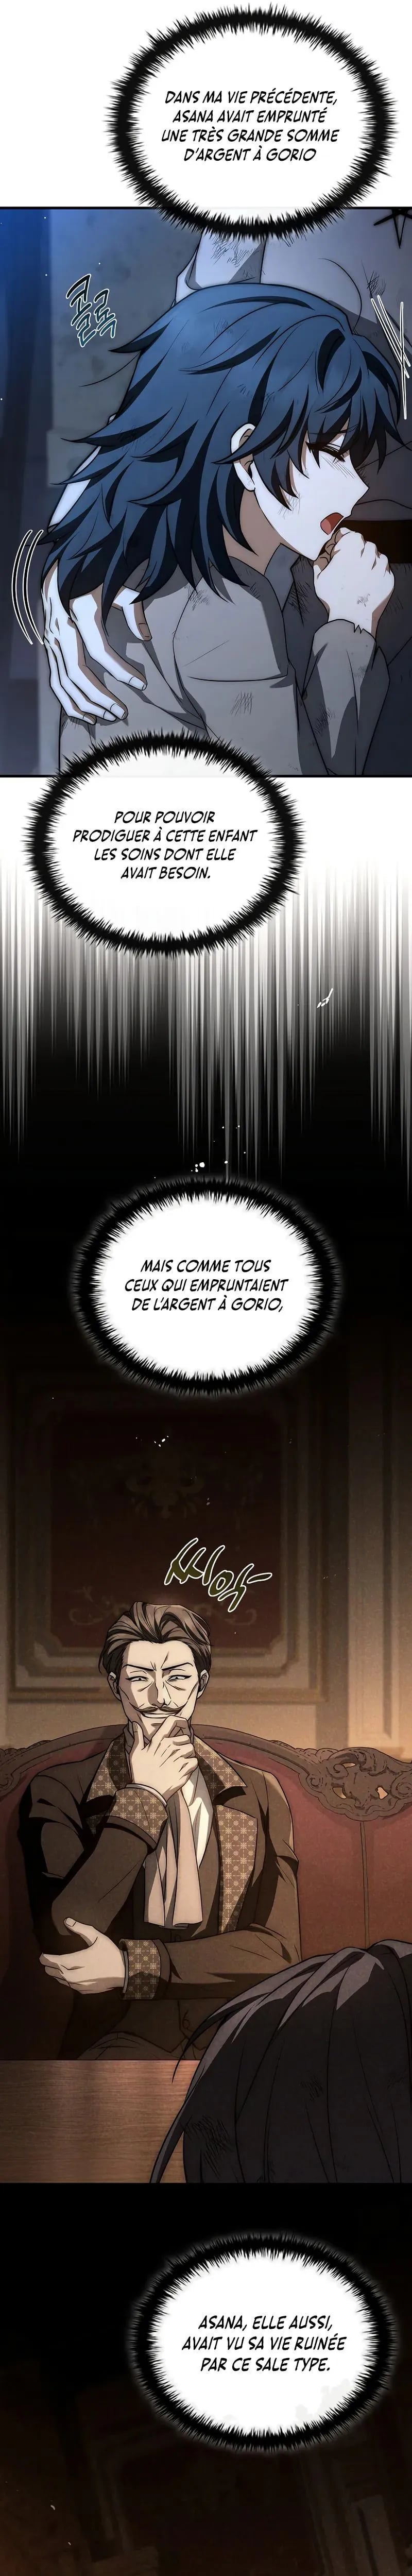 DANS MA VIE PRÉCÉDENTE,
ASANA AVAIT EMPRUNTÉ
UNE TRÈS GRANDE SOMME
D'ARGENT À GORIO
콜록
POUR POUVOIR
PRODIGUER À CETTE ENFANT
LES SOINS DONT ELLE
AVAIT BESOIN.
MAIS COMME TOUS
CEUX QUI EMPRUNTAIENT
DE L'ARGENT À GORIO,
씨익
ASANA, ELLE AUSSI,
AVAIT VU SA VIE RUINÉE
PAR CE SALE TYPE.